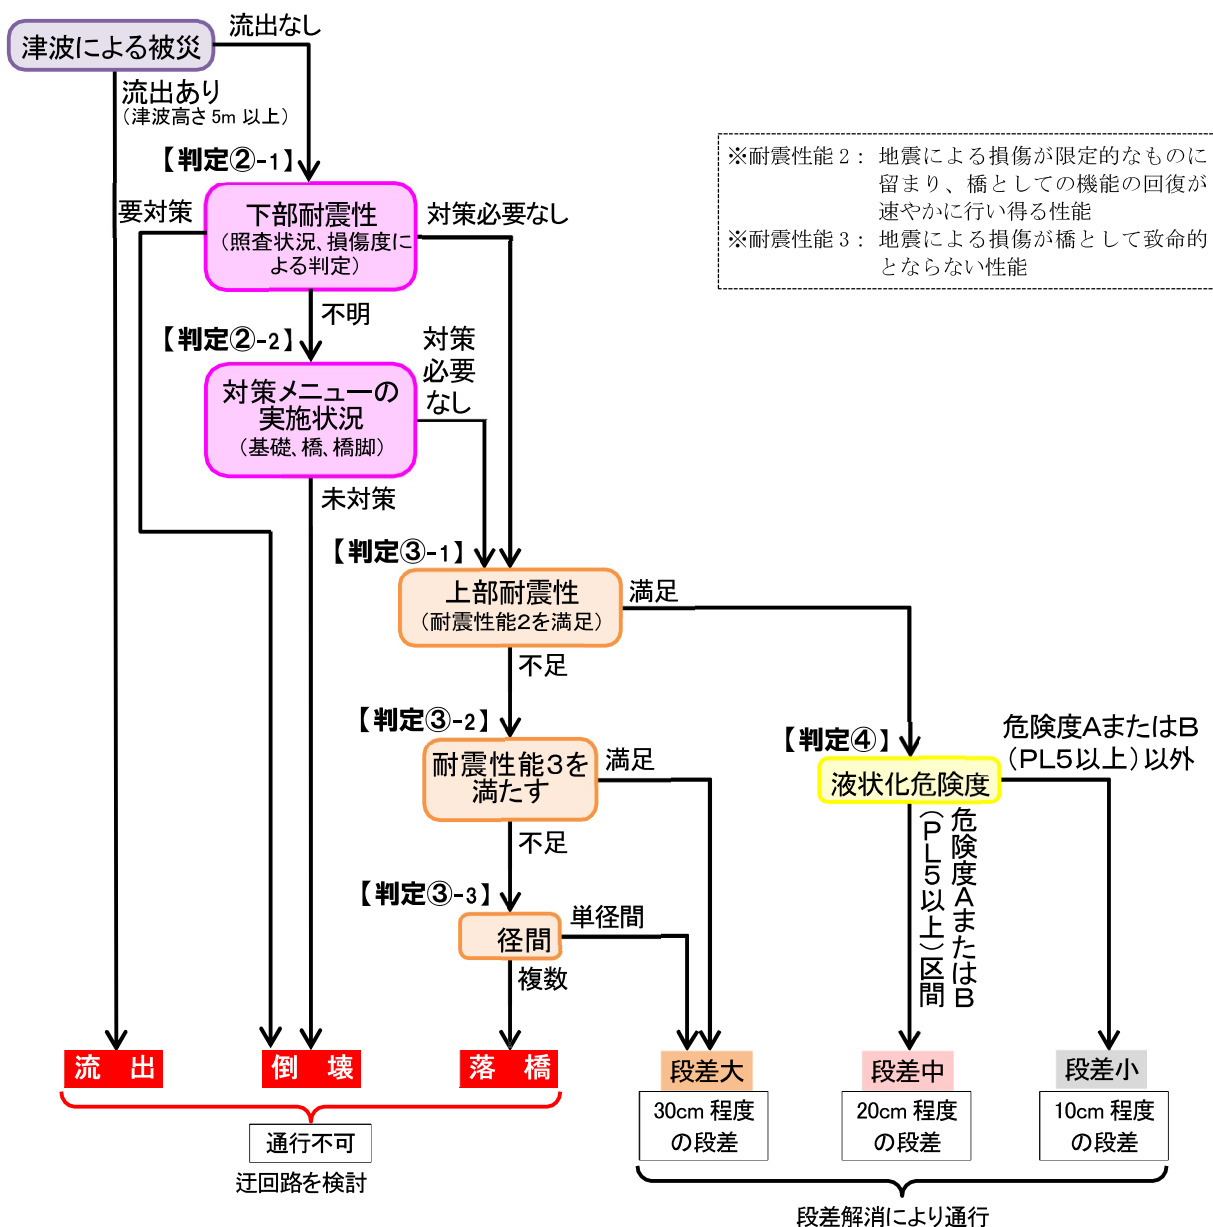 津波による被災
流出なし
流出あり
（津波高さ 5m 以上）
【判定②-1】
※耐震性能２： 地震による損傷が限定的なものに
留まり、橋としての機能の回復が
速やかに行い得る性能
※耐震性能３： 地震による損傷が橋として致命的
とならない性能
要対策
下部耐震性
（照査状況、損傷度に
よる判定）
対策必要なし
不明
【判定②-2】
対策メニューの
実施状況
（基礎、橋、橋脚）
対策
必要
なし
未対策
【判定③-1】
上部耐震性
（耐震性能２を満足）
満足
不足
【判定③-2】
耐震性能３を
満たす
満足
不足
【判定④】
液状化危険度
危険度AまたはB
（PL5以上）以外
危険度AまたはB
（PL5以上）区間
【判定③-3】
径間
単径間
複数
流　出
倒　壊
落　橋
段差大
段差中
段差小
30cm 程度
の段差
20cm 程度
の段差
10cm 程度
の段差
通行不可
迂回路を検討
段差解消により通行